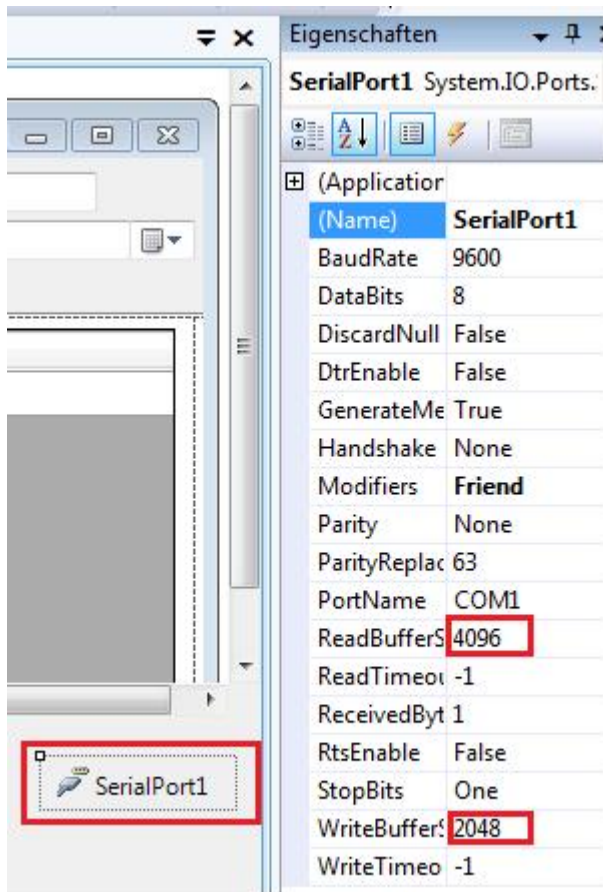 Eigenschaften
SerialPort1 System.IO.Ports.
(Application
(Name) SerialPort1
BaudRate 9600
DataBits 8
DiscardNull False
DtrEnable False
GenerateMe True
Handshake None
Modifiers Friend
Parity None
ParityReplac 63
PortName COM1
ReadBufferS 4096
ReadTimeou -1
ReceivedByt 1
RtsEnable False
StopBits One
WriteBufferS 2048
WriteTimeo -1
SerialPort1